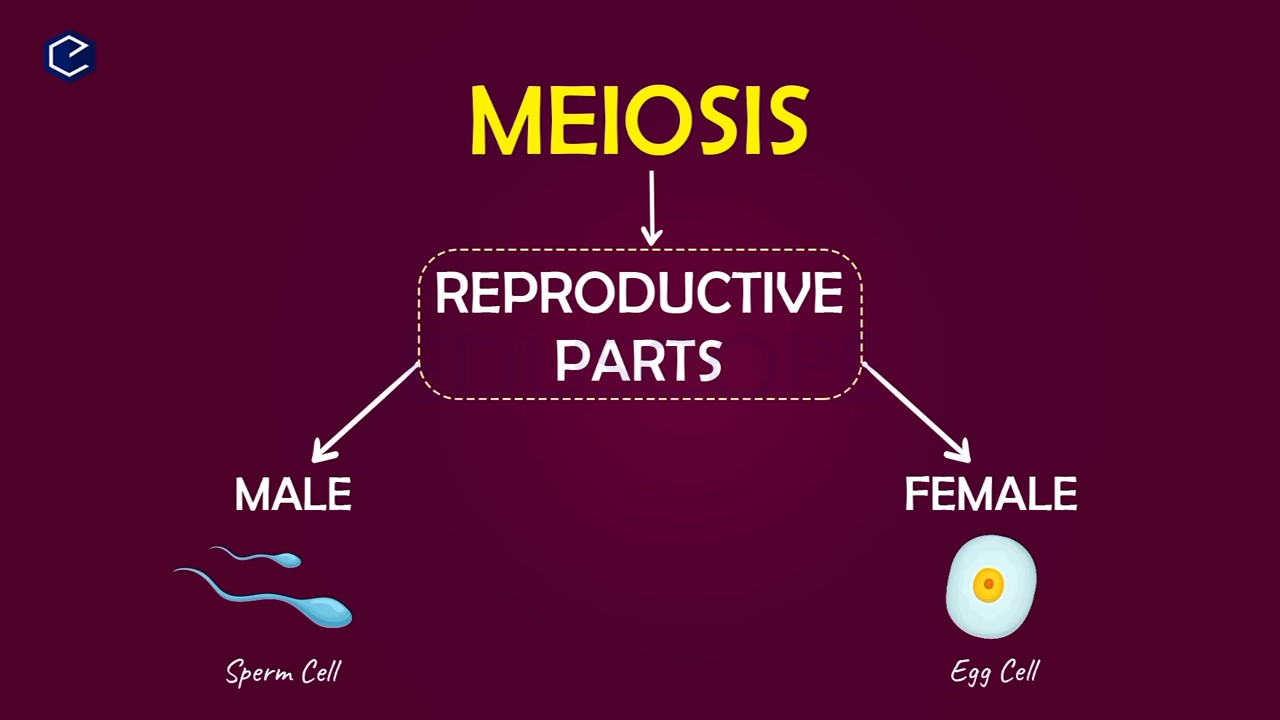 MEIOSIS
REPRODUCTIVE
PARTS
MALE
FEMALE
Sperm Cell
Egg Cell